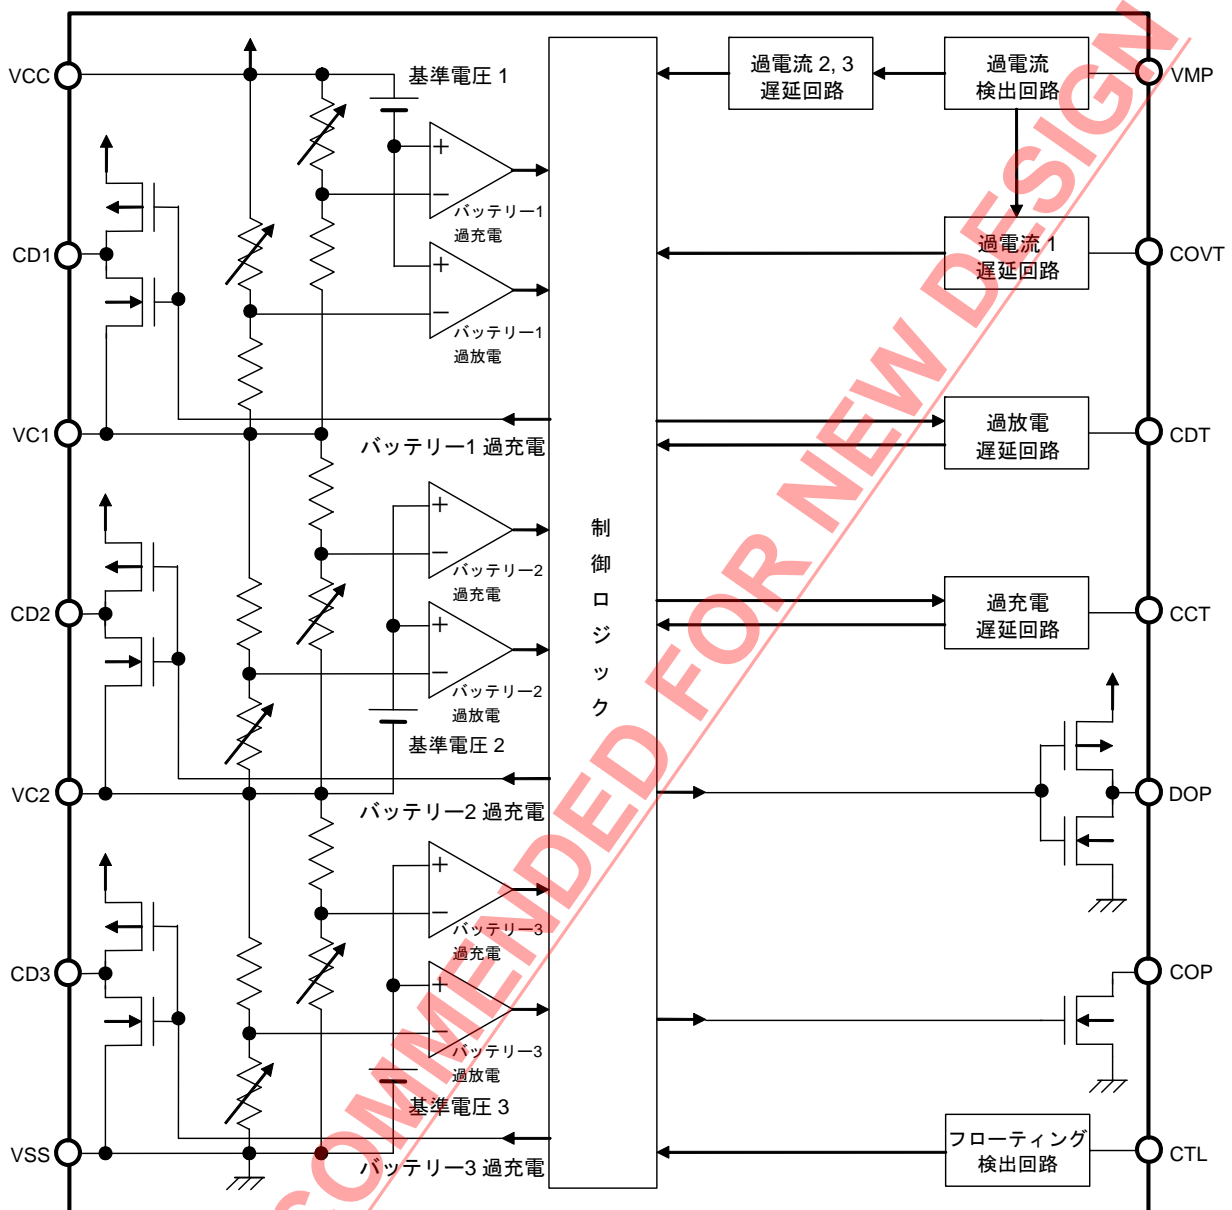 VCC
基準電圧 1
過電流 2, 3
遅延回路
過電流
検出回路
VMP
+
−
バッテリー1
過充電
CD1
+
−
バッテリー1
過放電
過電流 1
遅延回路
COVT
VC1
バッテリー1 過充電
過放電
遅延回路
CDT
+
−
バッテリー2
過充電
制御ロジック
CD2
+
−
バッテリー2
過放電
過充電
遅延回路
CCT
基準電圧 2
VC2
バッテリー2 過充電
DOP
+
−
バッテリー3
過充電
CD3
+
−
バッテリー3
過放電
COP
基準電圧 3
VSS
バッテリー3 過充電
フローティング
検出回路
CTL
COMMENDED FOR NEW DESIGN